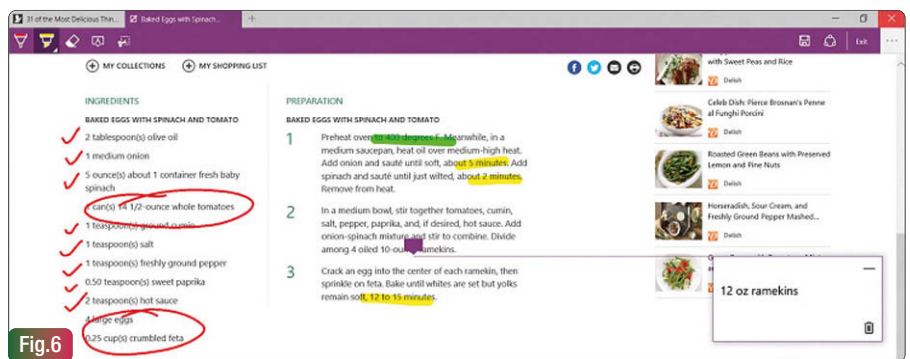 31 of the Most Delicious Thin...
Baked Eggs with Spinach...
Exit
MY COLLECTIONS
MY SHOPPING LIST
INGREDIENTS
BAKED EGGS WITH SPINACH AND TOMATO
2 tablespoon(s) olive oil
1 medium onion
5 ounce(s) about 1 container fresh baby
spinach
1 can(s) 14 1/2-ounce whole tomatoes
1 teaspoon(s) ground cumin
1 teaspoon(s) salt
1 teaspoon(s) freshly ground pepper
0.50 teaspoon(s) sweet paprika
2 teaspoon(s) hot sauce
4 large eggs
0.25 cup(s) crumbled feta
PREPARATION
BAKED EGGS WITH SPINACH AND TOMATO
1
Preheat oven to 400 degrees F. Meanwhile, in a
medium saucepan, heat oil over medium-high heat.
Add onion and sauté until soft, about 5 minutes. Add
spinach and sauté until just wilted, about 2 minutes.
Remove from heat.
2
In a medium bowl, stir together tomatoes, cumin,
salt, pepper, paprika, and, if desired, hot sauce. Add
onion-spinach mixture and stir to combine. Divide
among 4 oiled 10-ounce ramekins.
3
Crack an egg into the center of each ramekin, then
sprinkle on feta. Bake until whites are set but yolks
remain soft, 12 to 15 minutes.
with Sweet Peas and Rice
Delish
Celeb Dish: Pierce Brosnan's Penne
al Funghi Porcini
Delish
Roasted Green Beans with Preserved
Lemon and Pine Nuts
Delish
Horseradish, Sour Cream, and
Freshly Ground Pepper Mashed...
Delish
12 oz ramekins
Fig.6